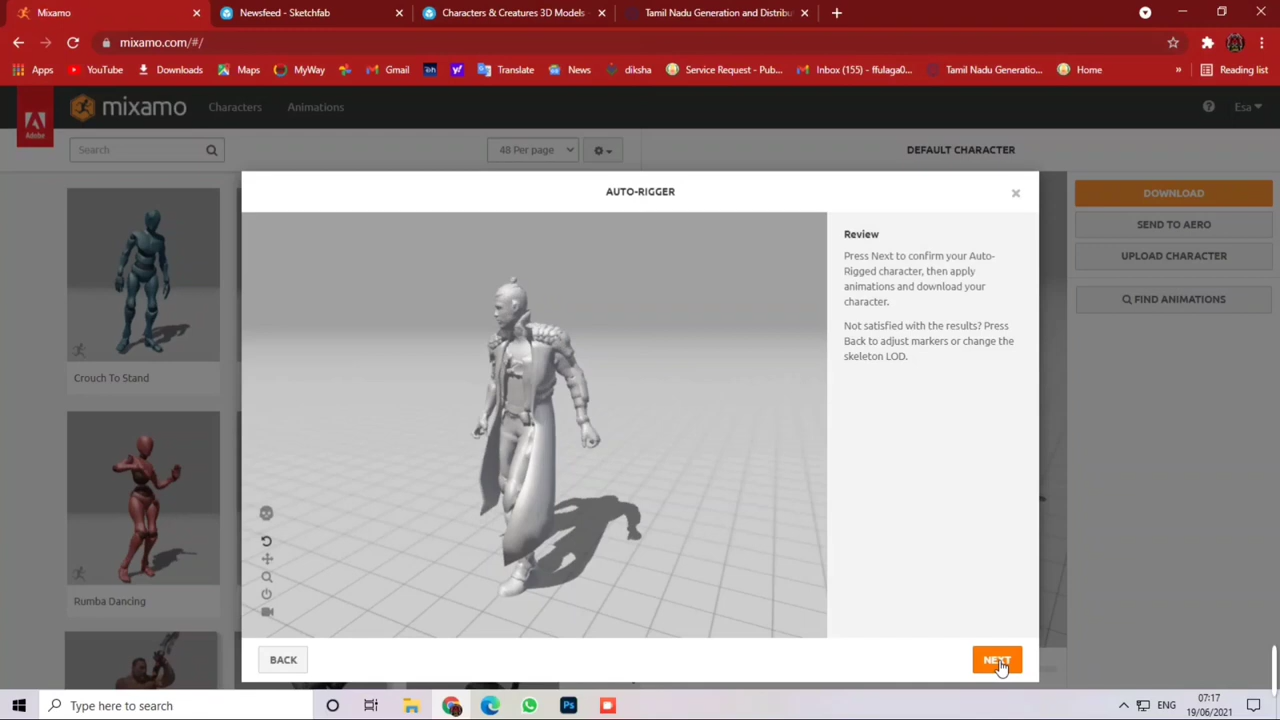 Mixamo
Newsfeed - Sketchfab
Characters & Creatures 3D Models -
Tamil Nadu Generation and Distribu
mixamo.com/#/
Apps
YouTube
Downloads
Maps
MyWay
Gmail
Translate
News
diksha
Service Request - Pub...
Inbox (155) - ffulaga0...
Tamil Nadu Generatio...
Home
»
Reading list
Adobe
mixamo
Characters
Animations
Esa
Search
48 Per page
DEFAULT CHARACTER
AUTO-RIGGER
DOWNLOAD
SEND TO AERO
UPLOAD CHARACTER
FIND ANIMATIONS
Review
Press Next to confirm your Auto-
Rigged character, then apply
animations and download your
character.
Not satisfied with the results? Press
Back to adjust markers or change the
skeleton LOD.
Crouch To Stand
Rumba Dancing
BACK
NEXT
Type here to search
ENG
07:17
19/06/2021